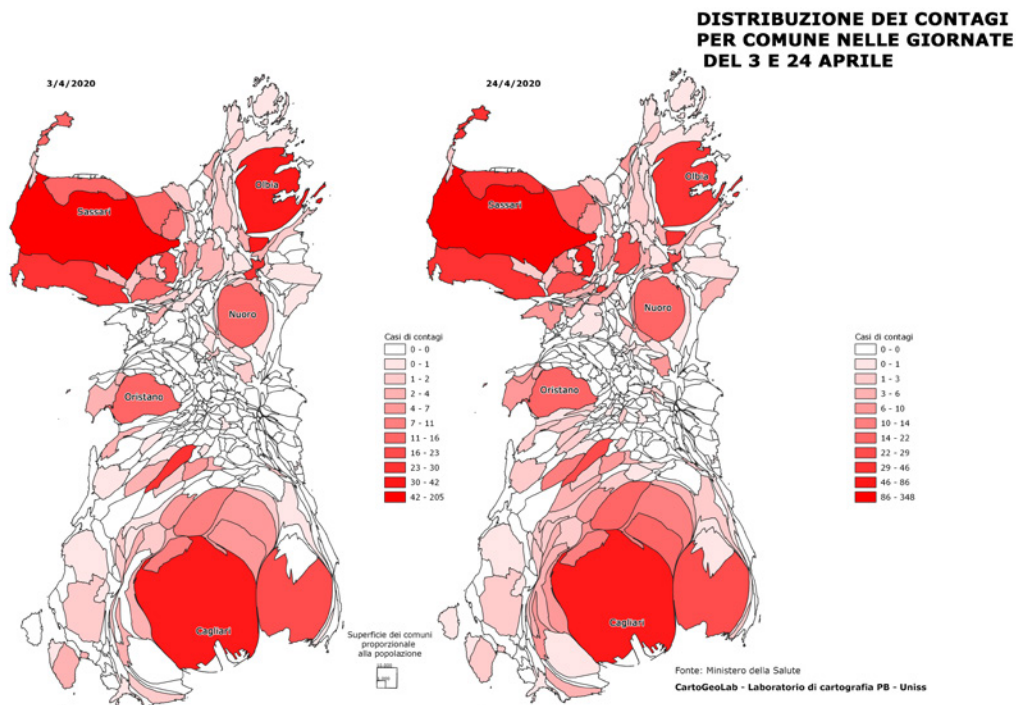 DISTRIBUZIONE DEI CONTAGI
PER COMUNE NELLE GIORNATE
DEL 3 E 24 APRILE
3/4/2020
24/4/2020
Olbia
Sassari
Nuoro
Oristano
Cagliari
Casi di contagi
0 - 0
0 - 1
1 - 2
2 - 4
4 - 7
7 - 11
11 - 16
16 - 23
23 - 30
30 - 42
42 - 205
Superficie dei comuni
proporzionale
alla popolazione
Olbia
Sassari
Nuoro
Oristano
Cagliari
Casi di contagi
0 - 0
0 - 1
1 - 3
3 - 6
6 - 10
10 - 14
14 - 22
22 - 29
29 - 46
46 - 86
86 - 348
Fonte: Ministero della Salute
CartoGeoLab - Laboratorio di cartografia PB - Uniss